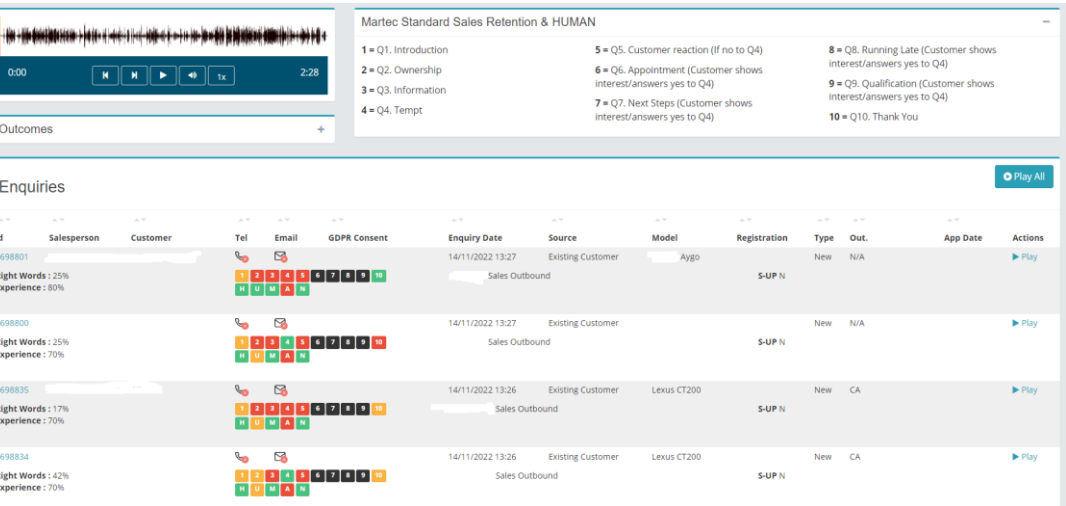 Martec Standard Sales Retention & HUMAN
1 = Q1. Introduction
2 = Q2. Ownership
3 = Q3. Information
4 = Q4. Tempt
5 = Q5. Customer reaction (If no to Q4)
6 = Q6. Appointment (Customer shows
interest/answers yes to Q4)
7 = Q7. Next Steps (Customer shows
interest/answers yes to Q4)
8 = Q8. Running Late (Customer shows
interest/answers yes to Q4)
9 = Q9. Qualification (Customer shows
interest/answers yes to Q4)
10 = Q10. Thank You
0:00 1x 2:28
Outcomes
Enquiries
Play All
d Salesperson Customer Tel Email GDPR Consent Enquiry Date Source Model Registration Type Out. App Date Actions
698801 14/11/2022 13:27 Existing Customer Aygo New N/A Play
ight Words : 25% 1 2 3 4 5 6 7 8 9 10 Sales Outbound S-UP N
xperience : 80% H U M A N
698800 14/11/2022 13:27 Existing Customer New N/A Play
ight Words : 25% 1 2 3 4 5 6 7 8 9 10 Sales Outbound S-UP N
xperience : 70% H U M A N
698835 14/11/2022 13:26 Existing Customer Lexus CT200 New CA Play
ight Words : 17% 1 2 3 4 5 6 7 8 9 10 Sales Outbound S-UP N
xperience : 70% H U M A N
698834 14/11/2022 13:26 Existing Customer Lexus CT200 New CA Play
ight Words : 42% 1 2 3 4 5 6 7 8 9 10 Sales Outbound S-UP N
xperience : 70% H U M A N